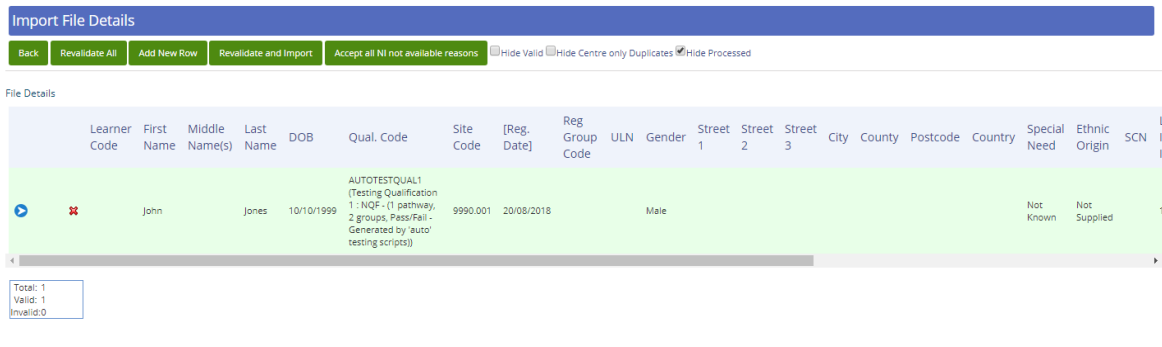 Import File Details
Back Revalidate All Add New Row Revalidate and Import Accept all NI not available reasons Hide Valid Hide Centre only Duplicates Hide Processed
File Details
Learner Code First Name Middle Name(s) Last Name DOB Qual. Code Site Code [Reg. Date] Reg Group Code ULN Gender Street 1 Street 2 Street 3 City County Postcode Country Special Need Ethnic Origin SCN
John Jones 10/10/1999 AUTOTESTQUAL1 (Testing Qualification 1 : NQF - (1 pathway, 2 groups, Pass/Fail - Generated by 'auto' testing scripts)) 9990.001 20/08/2018 Male Not Known Not Supplied
Total: 1
Valid: 1
Invalid:0